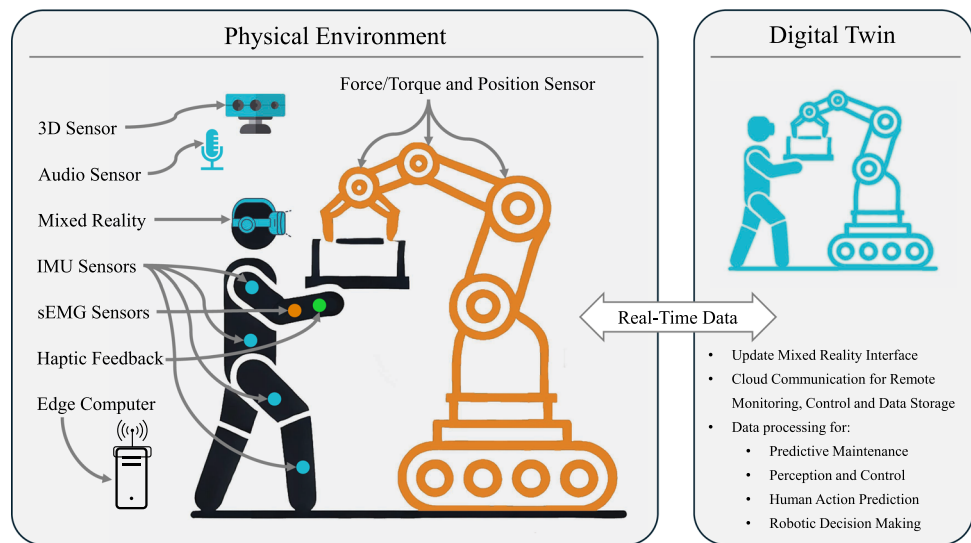 Physical Environment
Force/Torque and Position Sensor
3D Sensor
Audio Sensor
Mixed Reality
IMU Sensors
sEMG Sensors
Haptic Feedback
Edge Computer
Real-Time Data
Digital Twin
• Update Mixed Reality Interface
• Cloud Communication for Remote
Monitoring, Control and Data Storage
• Data processing for:
• Predictive Maintenance
• Perception and Control
• Human Action Prediction
• Robotic Decision Making